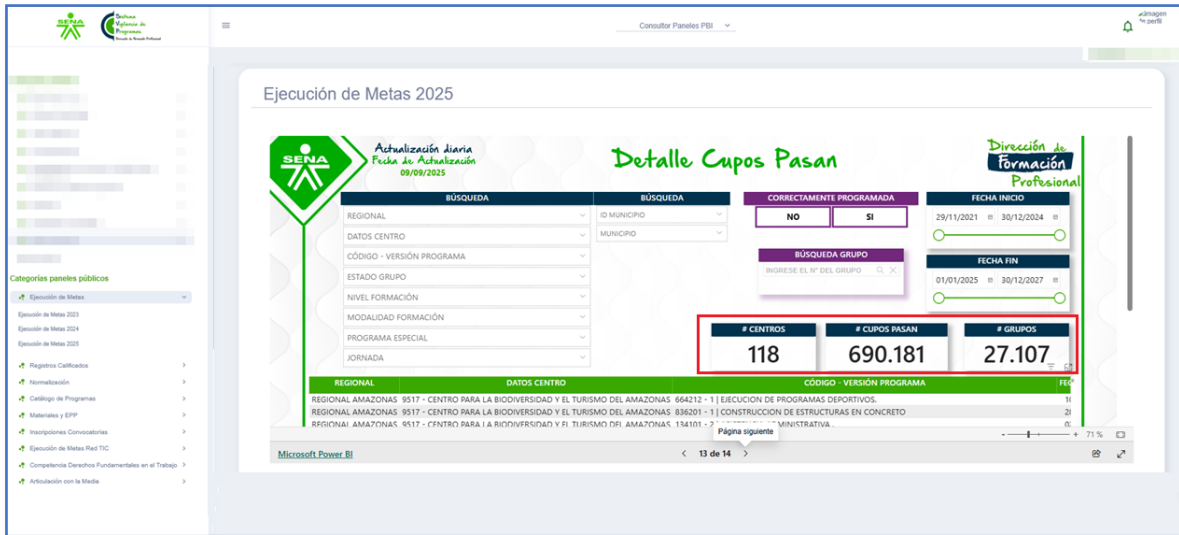 SENA
Gestiona
Vigilancia de
Programas
Dirección de Formación Profesional
Consultor Paneles PBI
imagen
de perfil
Categorías paneles públicos
Ejecución de Metas
Ejecución de Metas 2023
Ejecución de Metas 2024
Ejecución de Metas 2025
Registros Calificados
Normalización
Catálogo de Programas
Materiales y EPP
Inscripciones Convocatorias
Ejecución de Metas Red TIC
Competencia Derechos Fundamentales en el Trabajo
Articulación con la Media
Ejecución de Metas 2025
SENA
Actualización diaria
Fecha de Actualización
09/09/2025
Detalle Cupos Pasan
Dirección de
Formación
Profesional
BÚSQUEDA
REGIONAL
DATOS CENTRO
CÓDIGO - VERSIÓN PROGRAMA
ESTADO GRUPO
NIVEL FORMACIÓN
MODALIDAD FORMACIÓN
PROGRAMA ESPECIAL
JORNADA
BÚSQUEDA
ID MUNICIPIO
MUNICIPIO
CORRECTAMENTE PROGRAMADA
NO SI
BÚSQUEDA GRUPO
INGRESE EL Nº DEL GRUPO
FECHA INICIO
29/11/2021 30/12/2024
FECHA FIN
01/01/2025 30/12/2027
# CENTROS # CUPOS PASAN # GRUPOS
118 690.181 27.107
REGIONAL DATOS CENTRO CÓDIGO - VERSIÓN PROGRAMA
REGIONAL AMAZONAS 9517 - CENTRO PARA LA BIODIVERSIDAD Y EL TURISMO DEL AMAZONAS 664212 - 1 | EJECUCION DE PROGRAMAS DEPORTIVOS.
REGIONAL AMAZONAS 9517 - CENTRO PARA LA BIODIVERSIDAD Y EL TURISMO DEL AMAZONAS 836201 - 1 | CONSTRUCCION DE ESTRUCTURAS EN CONCRETO
REGIONAL AMAZONAS 9517 - CENTRO PARA LA BIODIVERSIDAD Y EL TURISMO DEL AMAZONAS 134101 -
Página siguiente
71 %
Microsoft Power BI
13 de 14